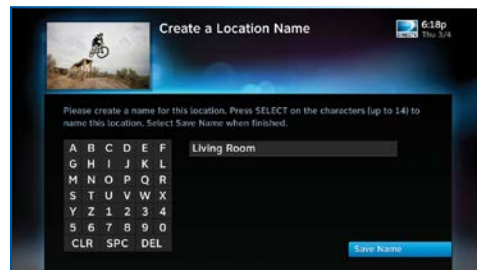 Create a Location Name
DIRECTV
6:18p
Thu 3/4
Please create a name for this location. Press SELECT on the characters (up to 14) to
name this location. Select Save Name when finished.
A B C D E F
G H I J K L
M N O P Q R
S T U V W X
Y Z 1 2 3 4
5 6 7 8 9 0
CLR SPC DEL
Living Room
Save Name